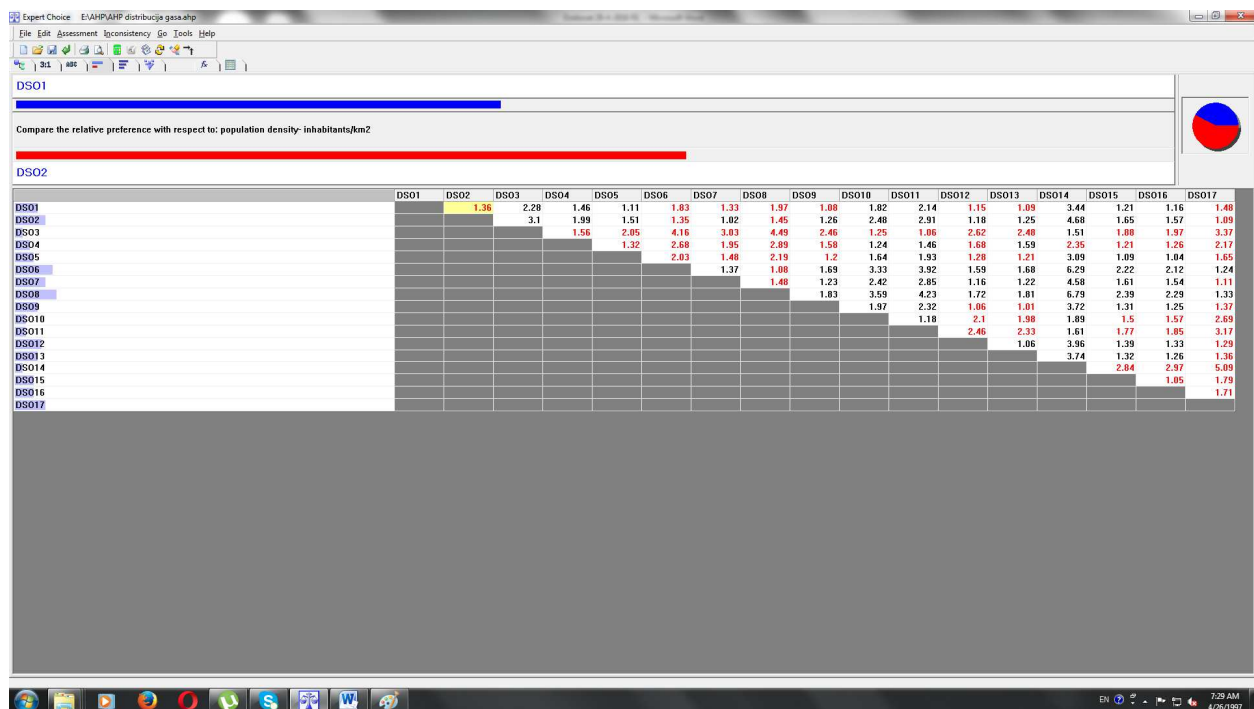 Expert Choice E:\AHP\AHP distribucija gasa.ahp
File Edit Assessment Inconsistency Go Tools Help
3:1 ABC fx
DSO1
Compare the relative preference with respect to: population density- inhabitants/km2
DSO2
DSO1 DSO2 DSO3 DSO4 DSO5 DSO6 DSO7 DSO8 DSO9 DSO10 DSO11 DSO12 DSO13 DSO14 DSO15 DSO16 DSO17
DSO1 1.36 2.28 1.46 1.11 1.83 1.33 1.97 1.08 1.82 2.14 1.15 1.09 3.44 1.21 1.16 1.48
DSO2 3.1 1.99 1.51 1.35 1.02 1.45 1.26 2.48 2.91 1.18 1.25 4.68 1.65 1.57 1.09
DSO3 1.56 2.05 4.16 3.03 4.49 2.46 1.25 1.06 2.62 2.48 1.51 1.88 1.97 3.37
DSO4 1.32 2.68 1.95 2.89 1.58 1.24 1.46 1.68 1.59 2.35 1.21 1.26 2.17
DSO5 2.03 1.48 2.19 1.2 1.64 1.93 1.28 1.21 3.09 1.09 1.04 1.65
DSO6 1.37 1.08 1.69 3.33 3.92 1.59 1.68 6.29 2.22 2.12 1.24
DSO7 1.48 1.23 2.42 2.85 1.16 1.22 4.58 1.61 1.54 1.11
DSO8 1.83 3.59 4.23 1.72 1.81 6.79 2.39 2.29 1.33
DSO9 1.97 2.32 1.06 1.01 3.72 1.31 1.25 1.37
DSO10 1.18 2.1 1.98 1.89 1.5 1.57 2.69
DSO11 2.46 2.33 1.61 1.77 1.85 3.17
DSO12 1.06 3.96 1.39 1.33 1.29
DSO13 3.74 1.32 1.26 1.36
DSO14 2.84 2.97 5.09
DSO15 1.05 1.79
DSO16 1.71
DSO17
EN 7:29 AM
4/26/1997